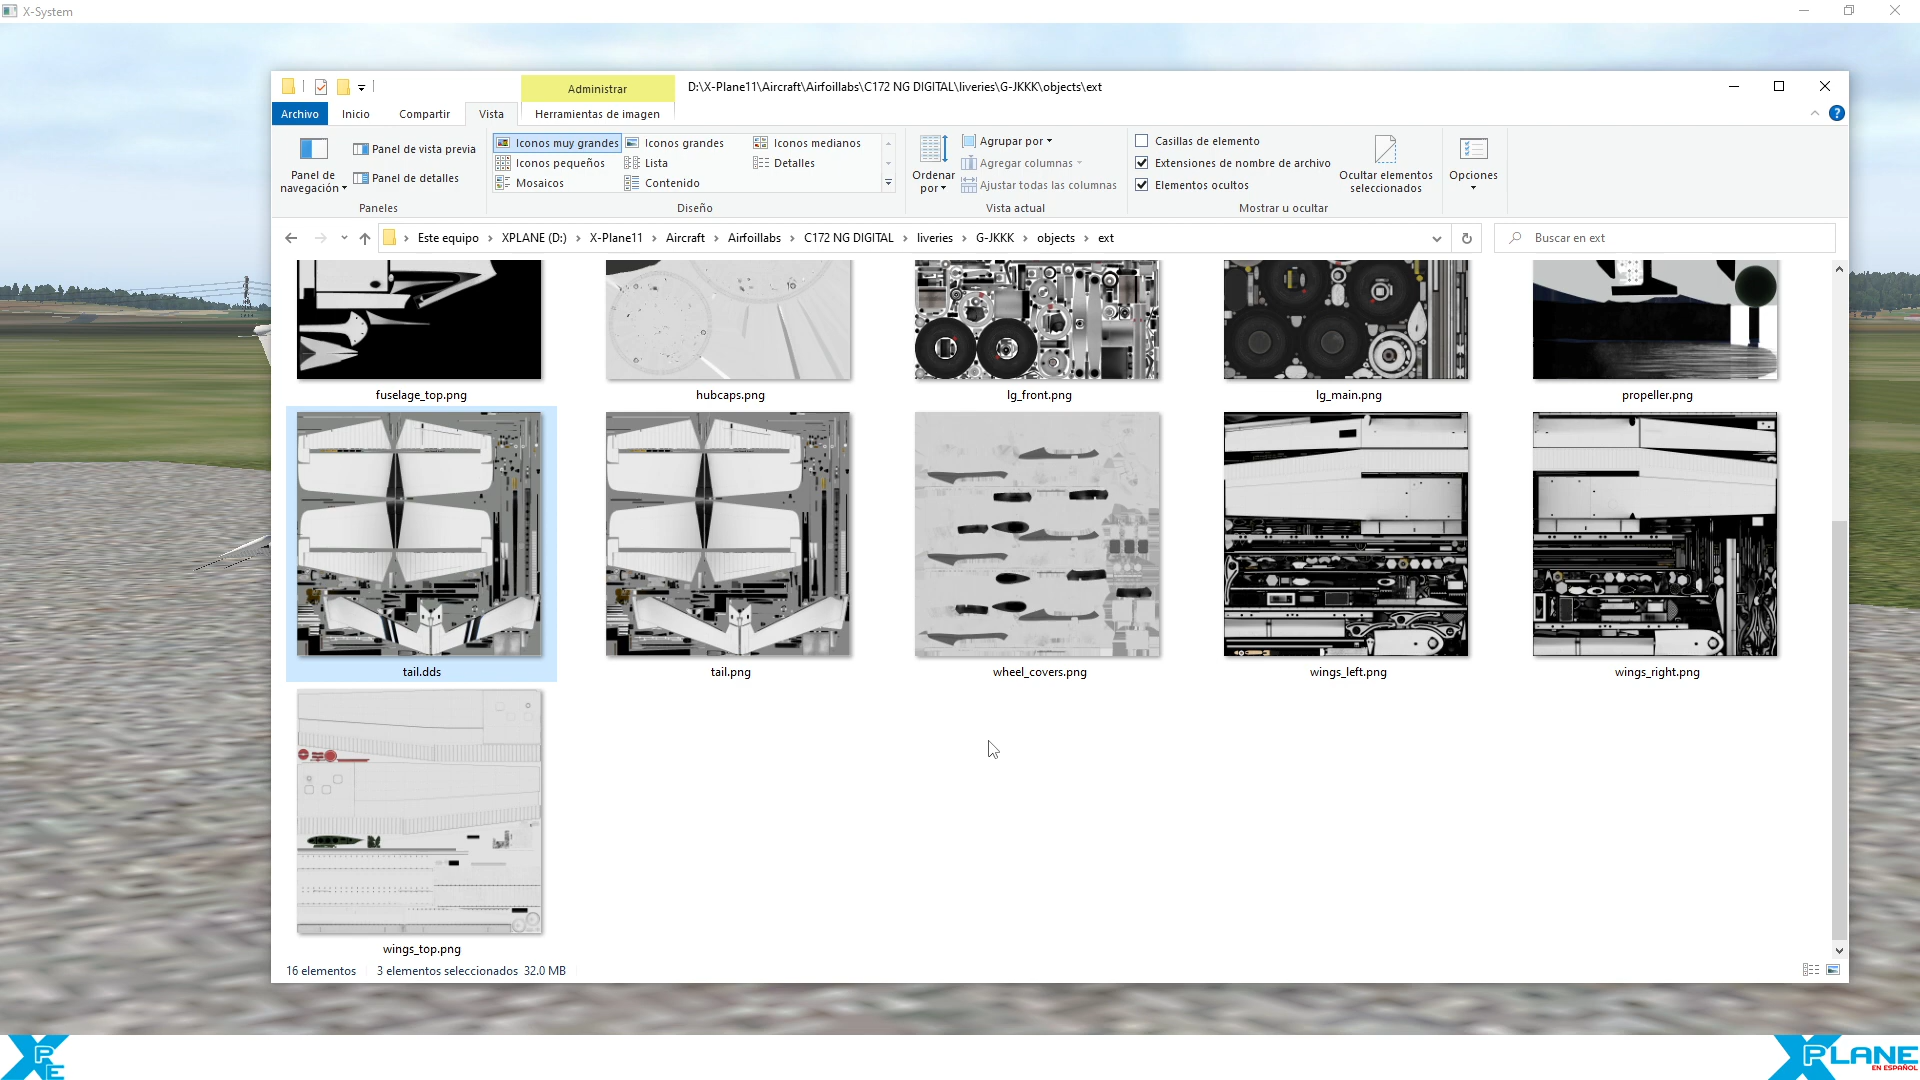 X-System
Administrar
D:\X-Plane11\Aircraft\Airfoillabs\C172 NG DIGITAL\liveries\G-JKKK\objects\ext
Archivo
Inicio
Compartir
Vista
Herramientas de imagen
Panel de navegación
Panel de vista previa
Panel de detalles
Paneles
Iconos muy grandes
Iconos grandes
Iconos medianos
Iconos pequeños
Lista
Detalles
Mosaicos
Contenido
Diseño
Ordenar por
Agrupar por
Agregar columnas
Ajustar todas las columnas
Vista actual
Casillas de elemento
Extensiones de nombre de archivo
Elementos ocultos
Ocultar elementos seleccionados
Mostrar u ocultar
Opciones
Este equipo > XPLANE (D:) > X-Plane11 > Aircraft > Airfoillabs > C172 NG DIGITAL > liveries > G-JKKK > objects > ext
Buscar en ext
fuselage_top.png
hubcaps.png
lg_front.png
lg_main.png
propeller.png
tail.dds
tail.png
wheel_covers.png
wings_left.png
wings_right.png
wings_top.png
16 elementos
3 elementos seleccionados 32.0 MB
XPE
XPLANE
EN ESPAÑOL